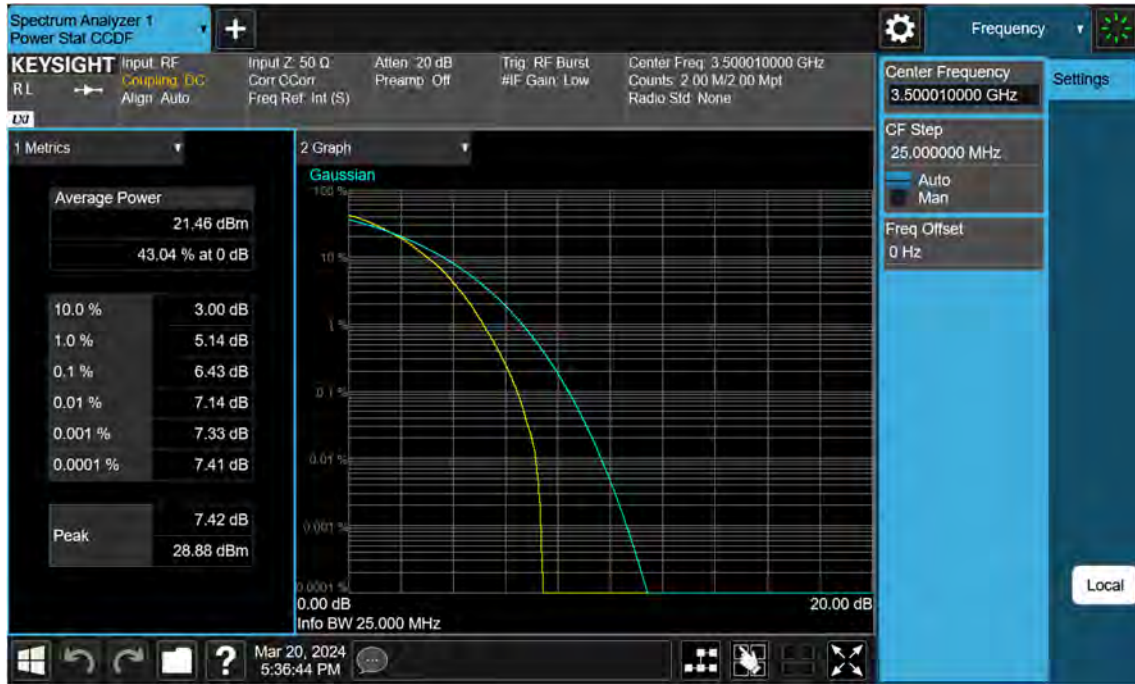 Spectrum Analyzer 1
Power Stat CCDF
+
Frequency
KEYSIGHT
RL
LXI
Input: RF
Coupling: DC
Align: Auto
Input Z: 50 Ω
Corr CCorr
Freq Ref: Int (S)
Atten: 20 dB
Preamp: Off
Trig: RF Burst
#IF Gain: Low
Center Freq: 3.500010000 GHz
Counts: 2.00 M/2.00 Mpt
Radio Std: None
Center Frequency
3.500010000 GHz
Settings
CF Step
25.000000 MHz
Auto
Man
Freq Offset
0 Hz
1 Metrics
Average Power
21.46 dBm
43.04 % at 0 dB
10.0 % 3.00 dB
1.0 % 5.14 dB
0.1 % 6.43 dB
0.01 % 7.14 dB
0.001 % 7.33 dB
0.0001 % 7.41 dB
Peak 7.42 dB
28.88 dBm
2 Graph
Gaussian
100 %
10 %
1 %
0.1 %
0.01 %
0.001 %
0.0001 %
0.00 dB 20.00 dB
Info BW 25.000 MHz
Local
?
Mar 20, 2024
5:36:44 PM